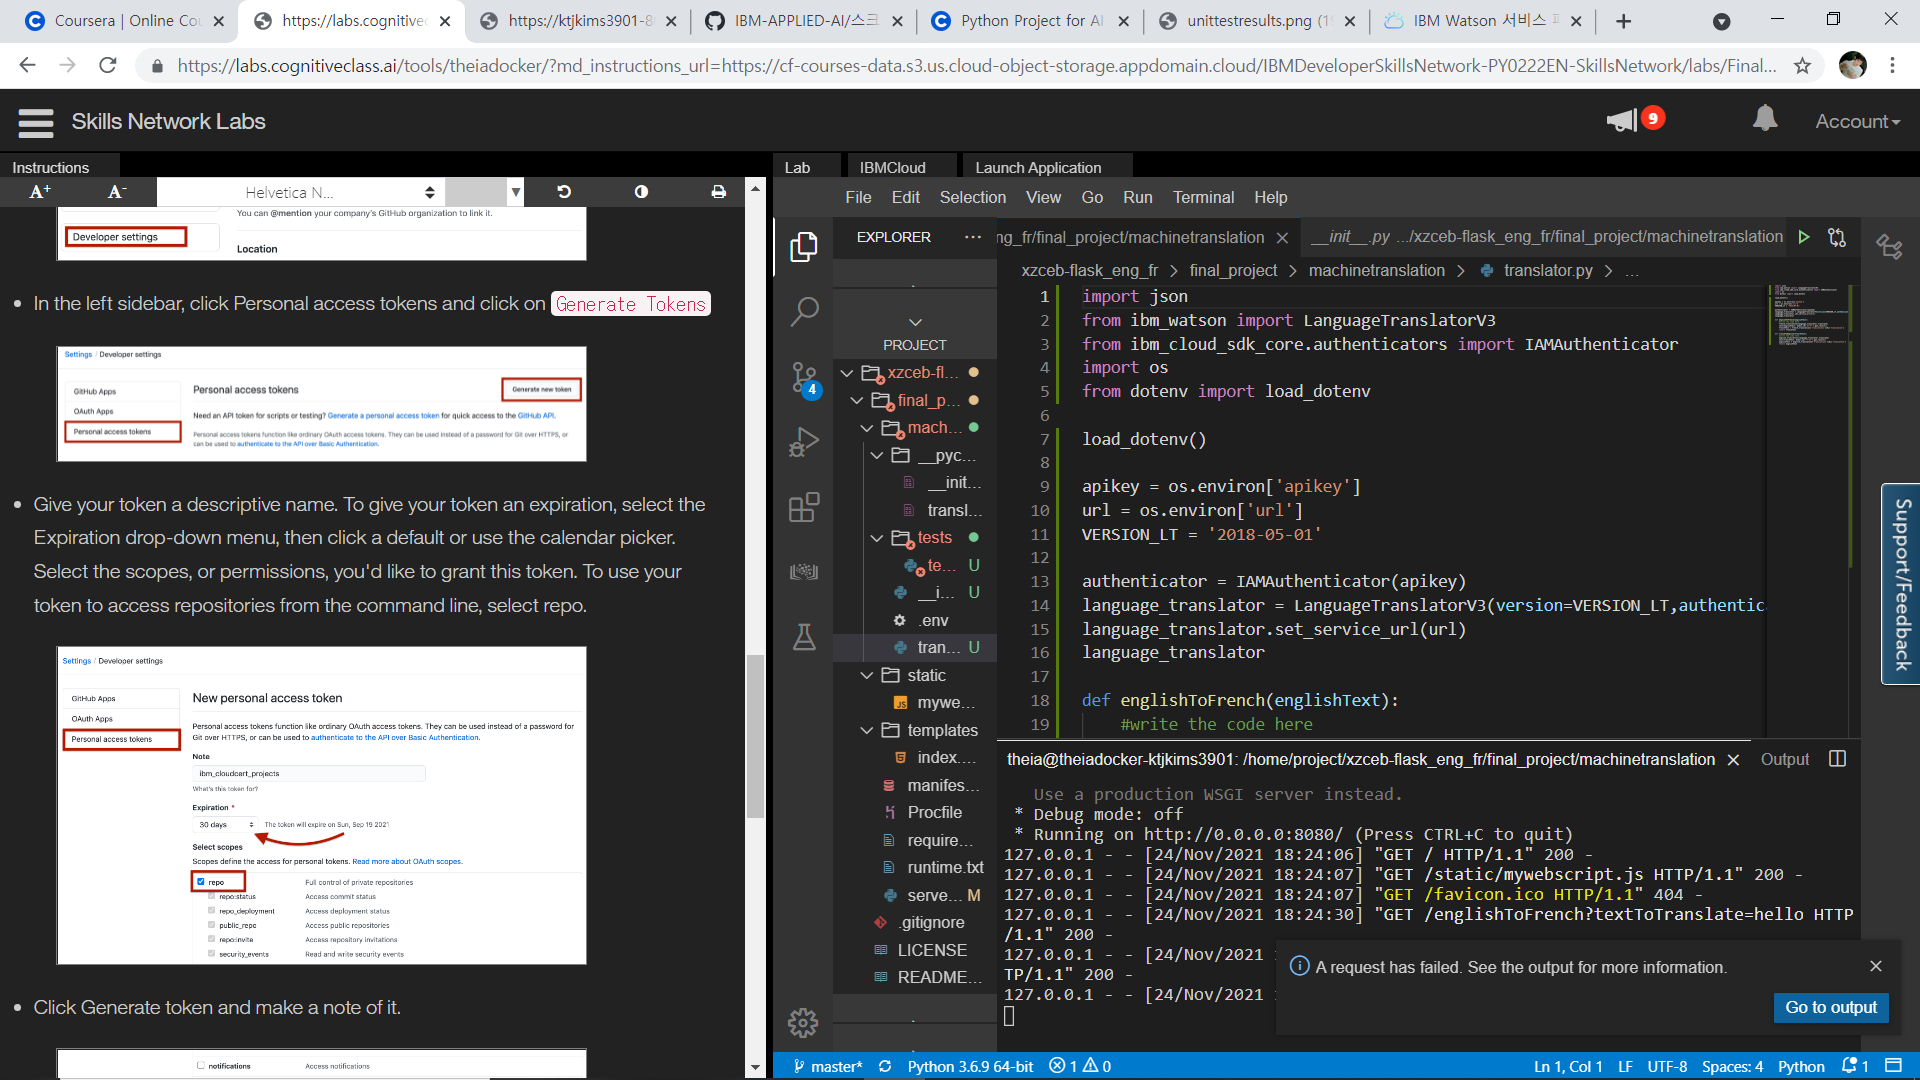 Coursera | Online Cou
https://labs.cognitivec
https://ktjkims3901-8
IBM-APPLIED-AI/스크
Python Project for AI
unittestresults.png (19
IBM Watson 서비스 파
https://labs.cognitiveclass.ai/tools/theiadocker/?md_instructions_url=https://cf-courses-data.s3.us.cloud-object-storage.appdomain.cloud/IBMDeveloperSkillsNetwork-PY0222EN-SkillsNetwork/labs/Final...
Skills Network Labs
9
Account
Instructions
A+ A- Helvetica N...
You can @mention your company's GitHub organization to link it.
Developer settings
Location
In the left sidebar, click Personal access tokens and click on Generate Tokens
Settings / Developer settings
GitHub Apps
OAuth Apps
Personal access tokens
Personal access tokens
Generate new token
Need an API token for scripts or testing? Generate a personal access token for quick access to the GitHub API.
Personal access tokens function like ordinary OAuth access tokens. They can be used instead of a password for Git over HTTPS, or
can be used to authenticate to the API over Basic Authentication.
Give your token a descriptive name. To give your token an expiration, select the
Expiration drop-down menu, then click a default or use the calendar picker.
Select the scopes, or permissions, you'd like to grant this token. To use your
token to access repositories from the command line, select repo.
Settings / Developer settings
GitHub Apps
OAuth Apps
Personal access tokens
New personal access token
Personal access tokens function like ordinary OAuth access tokens. They can be used instead of a password for
Git over HTTPS, or can be used to authenticate to the API over Basic Authentication.
Note
ibm_cloudcert_projects
What's this token for?
Expiration *
30 days The token will expire on Sun, Sep 19 2021
Select scopes
Scopes define the access for personal tokens. Read more about OAuth scopes.
repo Full control of private repositories
repo:status Access commit status
repo_deployment Access deployment status
public_repo Access public repositories
repo:invite Access repository invitations
security_events Read and write security events
Click Generate token and make a note of it.
notifications Access notifications
Lab
IBMCloud
Launch Application
File Edit Selection View Go Run Terminal Help
EXPLORER ...
PROJECT
xzceb-fl...
final_p...
mach...
__pyc...
__init...
transl...
tests
te... U
__i... U
.env
tran... U
static
mywe...
templates
index....
manifes...
Procfile
require...
runtime.txt
serve... M
.gitignore
LICENSE
README...
4
ng_fr/final_project/machinetranslation
__init__.py .../xzceb-flask_eng_fr/final_project/machinetranslation
xzceb-flask_eng_fr > final_project > machinetranslation > translator.py > ...
1 import json
2 from ibm_watson import LanguageTranslatorV3
3 from ibm_cloud_sdk_core.authenticators import IAMAuthenticator
4 import os
5 from dotenv import load_dotenv
6
7 load_dotenv()
8
9 apikey = os.environ['apikey']
10 url = os.environ['url']
11 VERSION_LT = '2018-05-01'
12
13 authenticator = IAMAuthenticator(apikey)
14 language_translator = LanguageTranslatorV3(version=VERSION_LT,authentic
15 language_translator.set_service_url(url)
16 language_translator
17
18 def englishToFrench(englishText):
19 #write the code here
theia@theiadocker-ktjkims3901: /home/project/xzceb-flask_eng_fr/final_project/machinetranslation
Output
Use a production WSGI server instead.
* Debug mode: off
* Running on http://0.0.0.0:8080/ (Press CTRL+C to quit)
127.0.0.1 - - [24/Nov/2021 18:24:06] "GET / HTTP/1.1" 200 -
127.0.0.1 - - [24/Nov/2021 18:24:07] "GET /static/mywebscript.js HTTP/1.1" 200 -
127.0.0.1 - - [24/Nov/2021 18:24:07] "GET /favicon.ico HTTP/1.1" 404 -
127.0.0.1 - - [24/Nov/2021 18:24:30] "GET /englishToFrench?textToTranslate=hello HTTP
/1.1" 200 -
127.0.0.1 - - [24/Nov/2021
TP/1.1" 200 -
127.0.0.1 - - [24/Nov/2021
A request has failed. See the output for more information.
Go to output
Support/Feedback
master* Python 3.6.9 64-bit 1 0
Ln 1, Col 1 LF UTF-8 Spaces: 4 Python 1